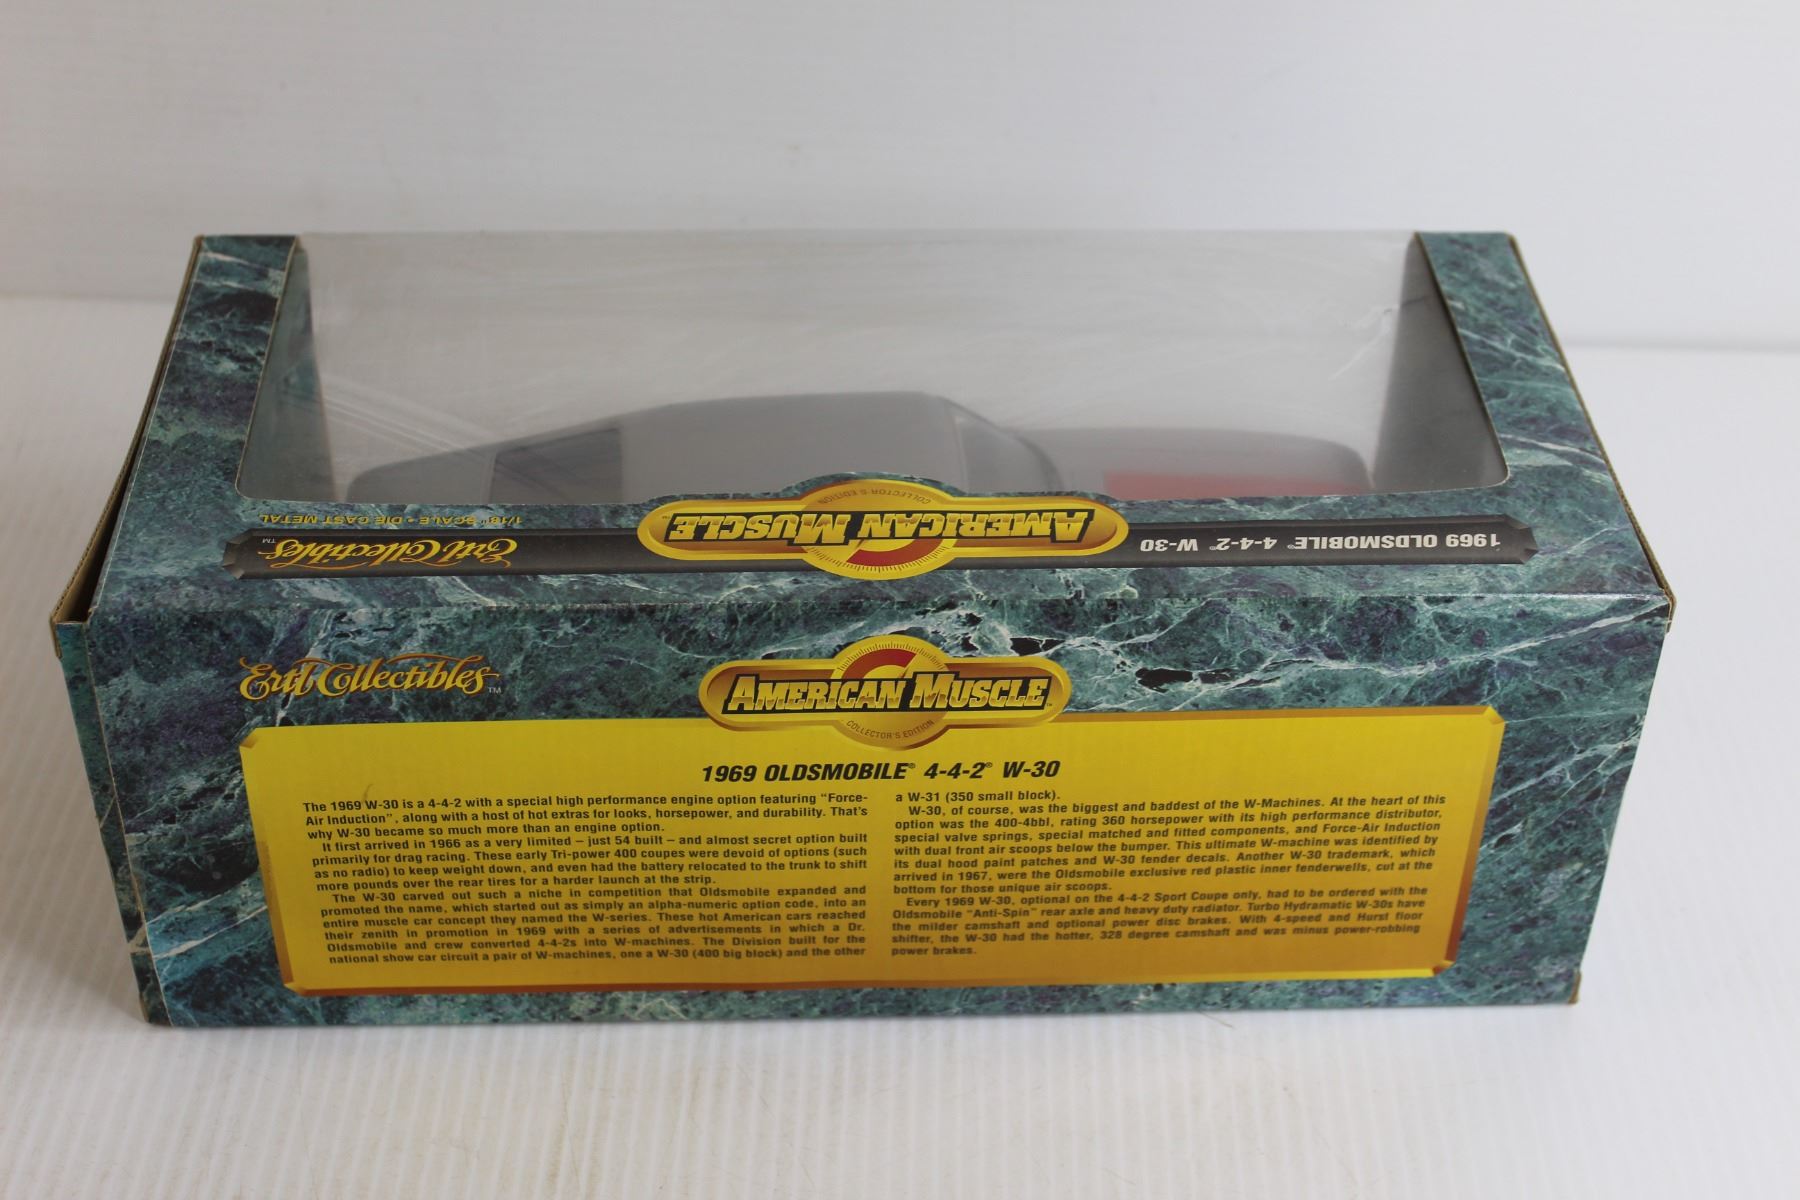 1/18" SCALE • DIE CAST METAL
Ertl Collectibles™
COLLECTOR'S EDITION
AMERICAN MUSCLE™
1969 OLDSMOBILE® 4-4-2® W-30
Ertl Collectibles™
AMERICAN MUSCLE™
COLLECTOR'S EDITION
1969 OLDSMOBILE® 4-4-2® W-30
The 1969 W-30 is a 4-4-2 with a special high performance engine option featuring "Force-
Air Induction", along with a host of hot extras for looks, horsepower, and durability. That's
why W-30 became so much more than an engine option.
It first arrived in 1966 as a very limited – just 54 built – and almost secret option built
primarily for drag racing. These early Tri-power 400 coupes were devoid of options (such
as no radio) to keep weight down, and even had the battery relocated to the trunk to shift
more pounds over the rear tires for a harder launch at the strip.
The W-30 carved out such a niche in competition that Oldsmobile expanded and
promoted the name, which started out as simply an alpha-numeric option code, into an
entire muscle car concept they named the W-series. These hot American cars reached
their zenith in promotion in 1969 with a series of advertisements in which a Dr.
Oldsmobile and crew converted 4-4-2s into W-machines. The Division built for the
national show car circuit a pair of W-machines, one a W-30 (400 big block) and the other
a W-31 (350 small block).
W-30, of course, was the biggest and baddest of the W-Machines. At the heart of this
option was the 400-4bbl, rating 360 horsepower with its high performance distributor,
special valve springs, special matched and fitted components, and Force-Air Induction
with dual front air scoops below the bumper. This ultimate W-machine was identified by
its dual hood paint patches and W-30 fender decals. Another W-30 trademark, which
arrived in 1967, were the Oldsmobile exclusive red plastic inner fenderwells, cut at the
bottom for those unique air scoops.
Every 1969 W-30, optional on the 4-4-2 Sport Coupe only, had to be ordered with the
Oldsmobile "Anti-Spin" rear axle and heavy duty radiator. Turbo Hydramatic W-30s have
the milder camshaft and optional power disc brakes. With 4-speed and Hurst floor
shifter, the W-30 had the hotter, 328 degree camshaft and was minus power-robbing
power brakes.